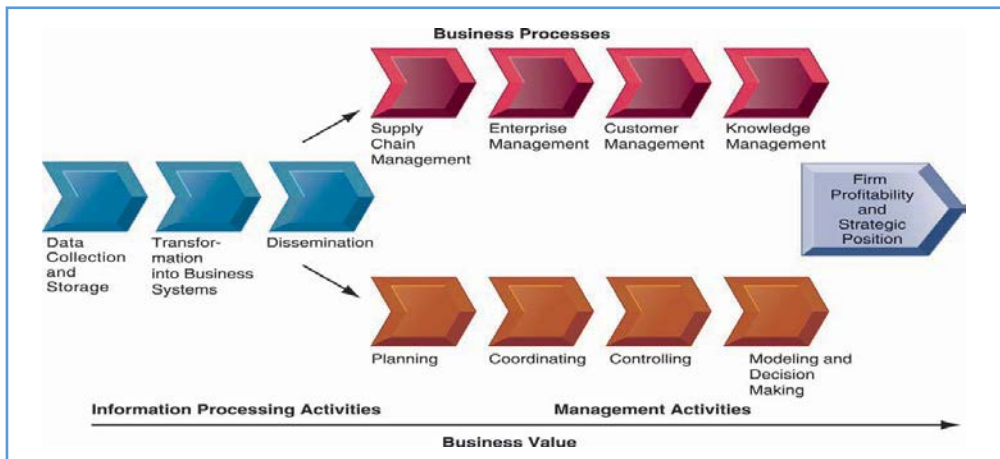 Business Processes
Supply
Chain
Management
Enterprise
Management
Customer
Management
Knowledge
Management
Data
Collection
and
Storage
Transfor-
mation
into Business
Systems
Dissemination
Firm
Profitability
and
Strategic
Position
Planning
Coordinating
Controlling
Modeling and
Decision
Making
Information Processing Activities
Management Activities
Business Value